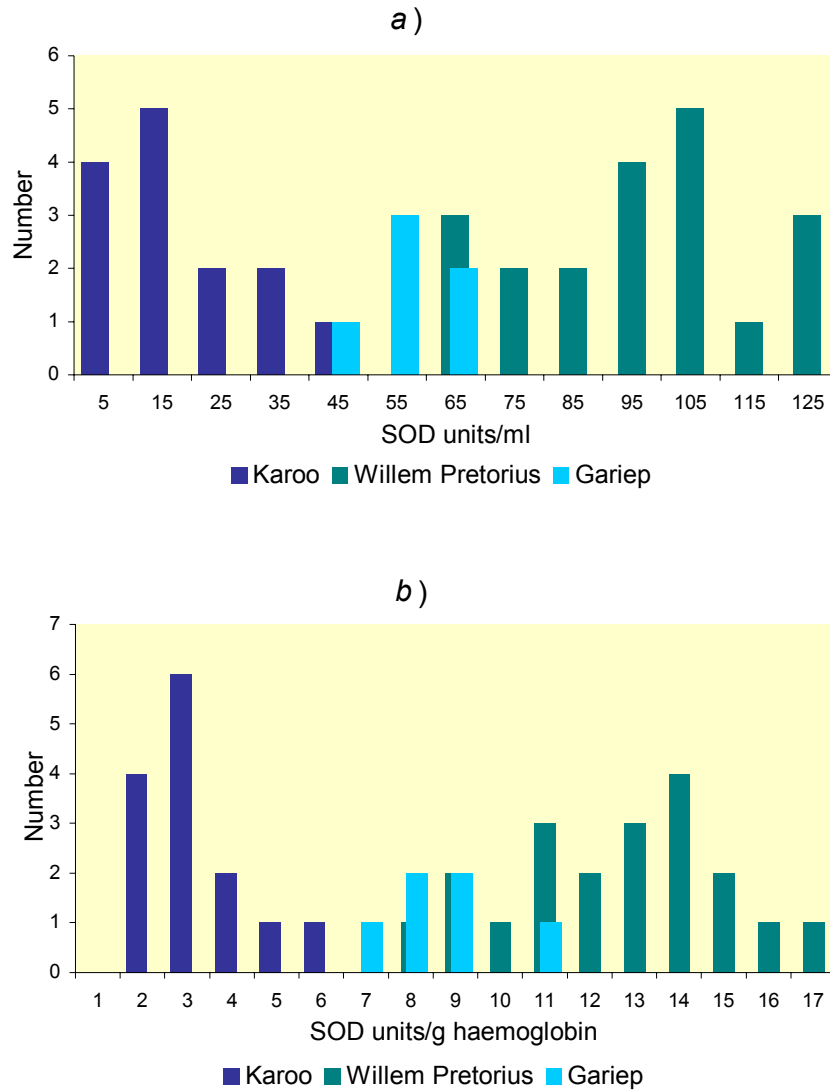 a )
6
5
4
3
2
1
0
Number
5 15 25 35 45 55 65 75 85 95 105 115 125
SOD units/ml
Karoo Willem Pretorius Gariep
b )
7
6
5
4
3
2
1
0
Number
1 2 3 4 5 6 7 8 9 10 11 12 13 14 15 16 17
SOD units/g haemoglobin
Karoo Willem Pretorius Gariep